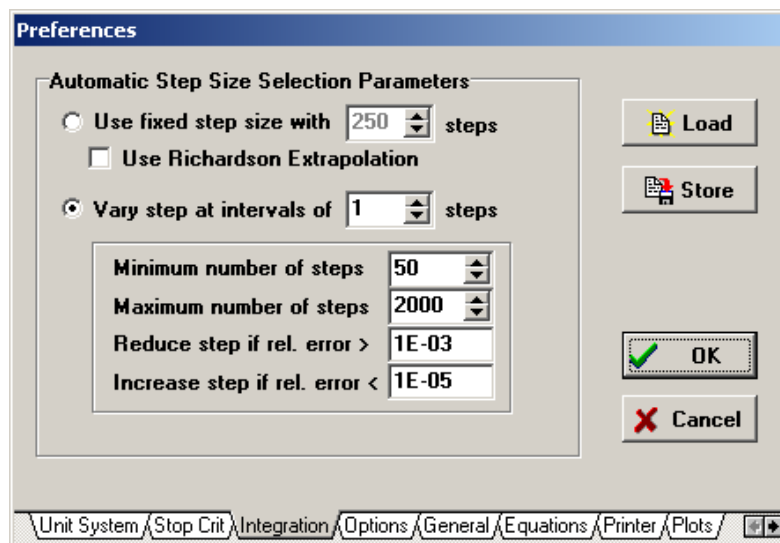 Preferences
Automatic Step Size Selection Parameters
Use fixed step size with 250 steps
Use Richardson Extrapolation
Vary step at intervals of 1 steps
Minimum number of steps 50
Maximum number of steps 2000
Reduce step if rel. error > 1E-03
Increase step if rel. error < 1E-05
Load
Store
OK
Cancel
Unit System Stop Crit Integration Options General Equations Printer Plots